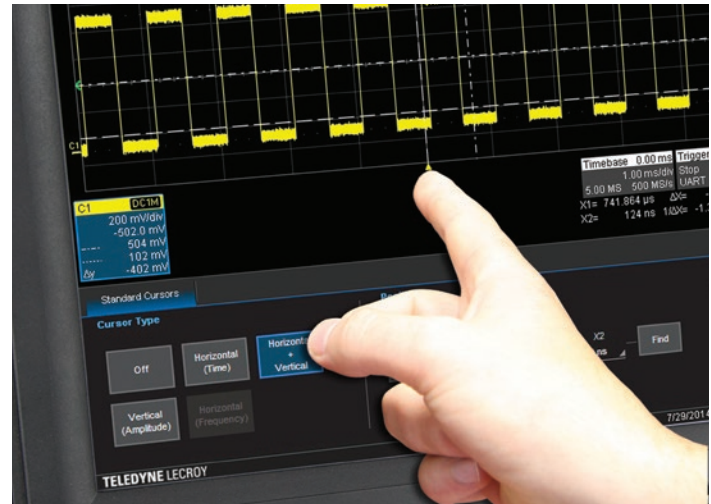 C1
C1 DC1M
200 mV/div
-502.0 mV
504 mV
102 mV
Δy -402 mV
Timebase 0.00 ms
1.00 ms/div
5.00 MS 500 MS/s
Trigger
Stop
UART
X1= 741.864 µs ΔX=
X2= 124 ns 1/ΔX= -1.2
Standard Cursors
Cursor Type
Off
Horizontal
(Time)
+
Vertical
Vertical
(Amplitude)
Horizontal
(Frequency)
X2
ns
Find
7/29/2014
TELEDYNE LECROY